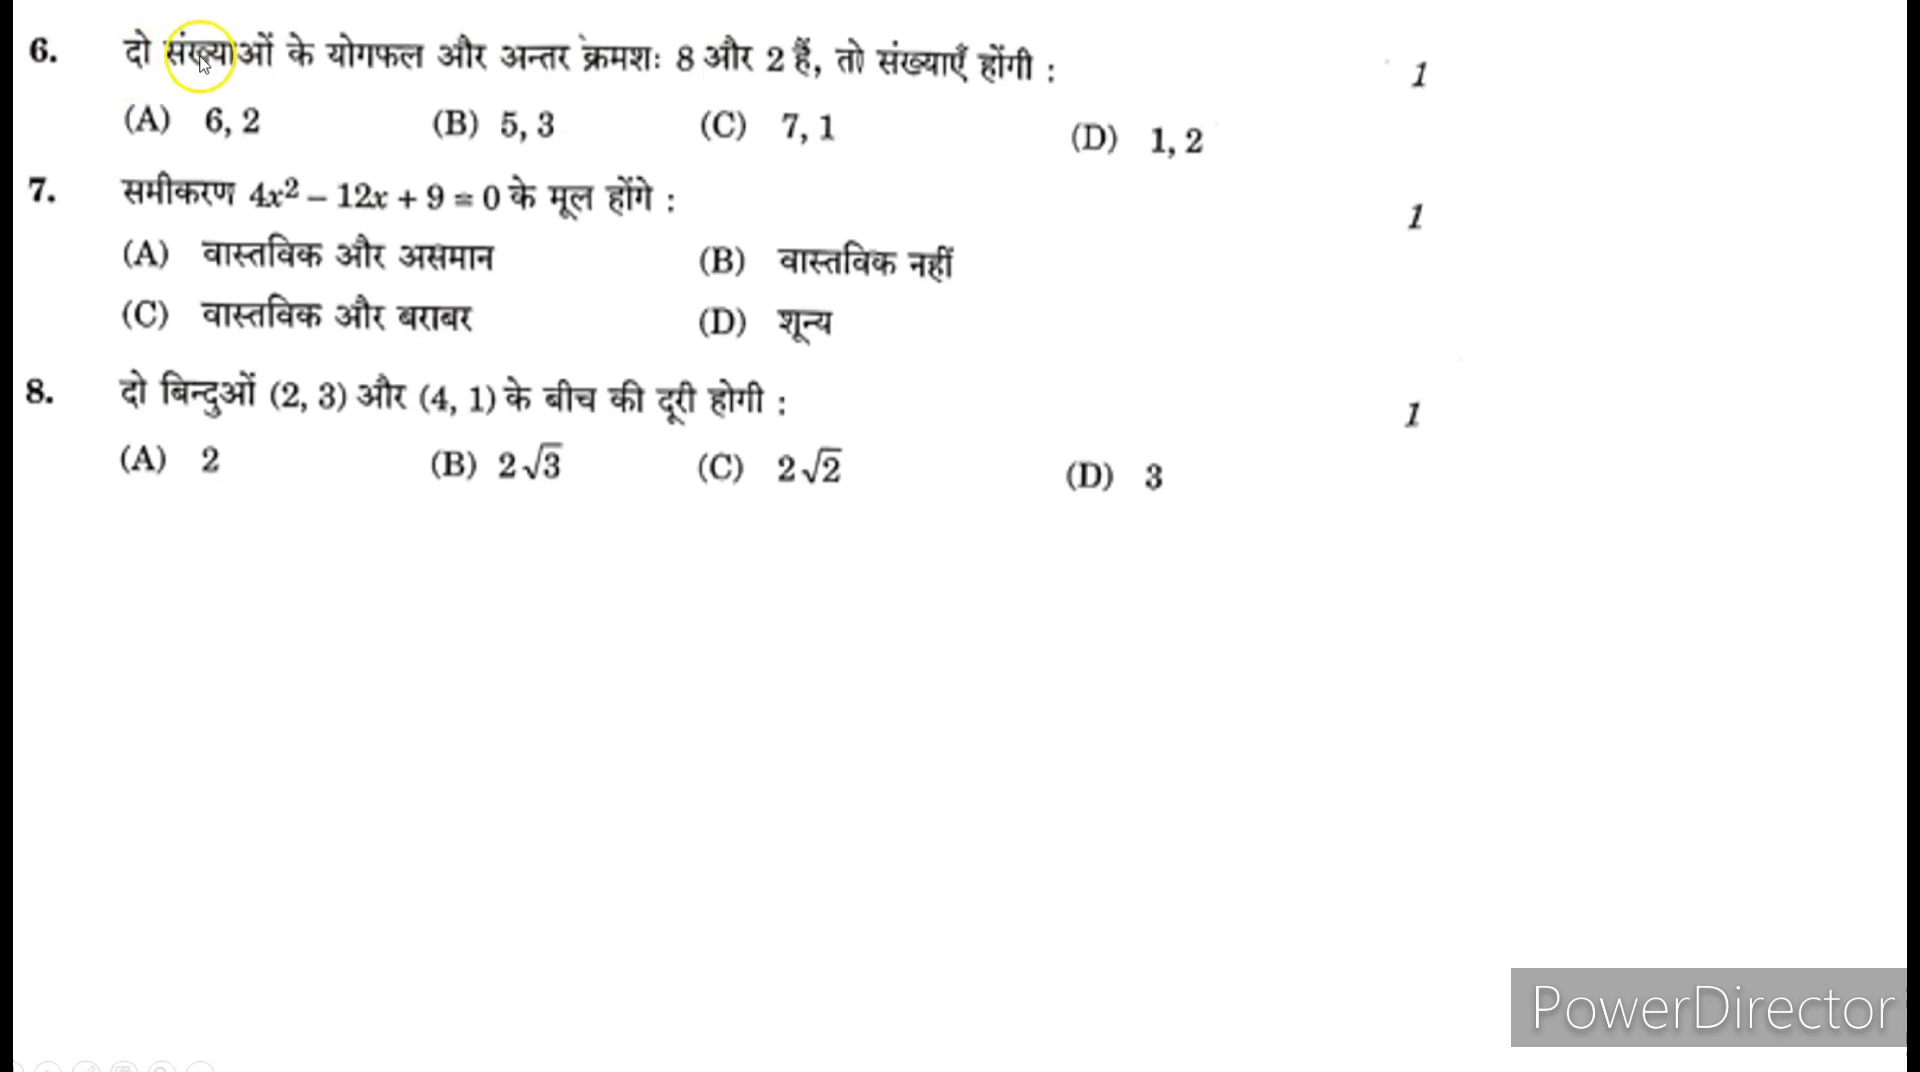 6. दो संख्याओं के योगफल और अन्तर क्रमशः 8 और 2 हैं, तो संख्याएँ होंगी : 1
(A) 6, 2 (B) 5, 3 (C) 7, 1 (D) 1, 2
7. समीकरण 4x² – 12x + 9 = 0 के मूल होंगे : 1
(A) वास्तविक और असमान (B) वास्तविक नहीं
(C) वास्तविक और बराबर (D) शून्य
8. दो बिन्दुओं (2, 3) और (4, 1) के बीच की दूरी होगी : 1
(A) 2 (B) 2√3 (C) 2√2 (D) 3
PowerDirector